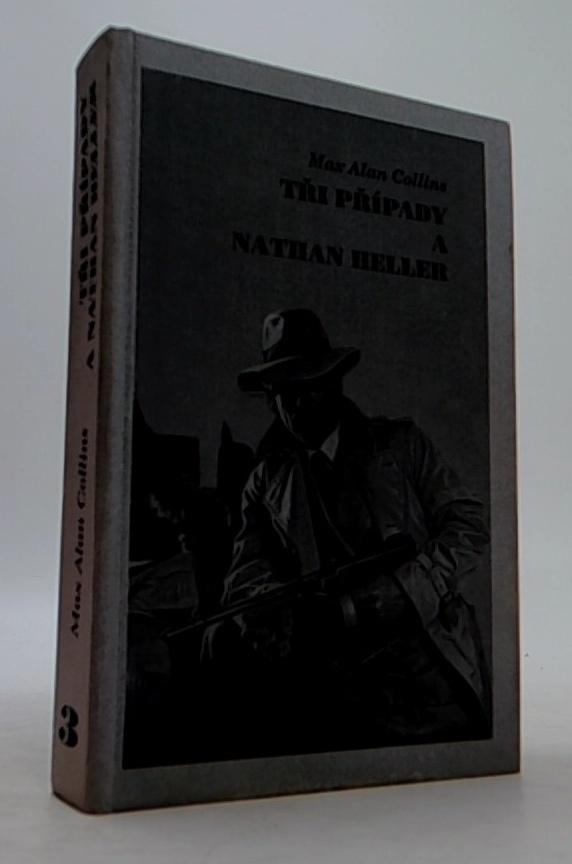 Max Alan Collins
TŘI PŘÍPADY
A
NATHAN HELLER
TŘI PŘÍPADY
A NATHAN HELLER
Max Alan Collins
3